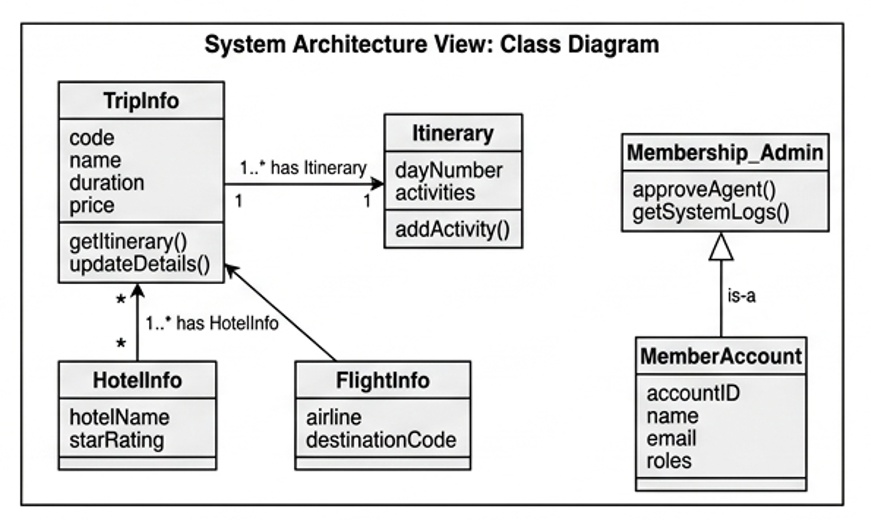 System Architecture View: Class Diagram
TripInfo
code
name
duration
price
getItinerary()
updateDetails()
1..* has Itinerary
1
1
Itinerary
dayNumber
activities
addActivity()
Membership_Admin
approveAgent()
getSystemLogs()
is-a
*
1..* has HotelInfo
*
HotelInfo
hotelName
starRating
FlightInfo
airline
destinationCode
MemberAccount
accountID
name
email
roles